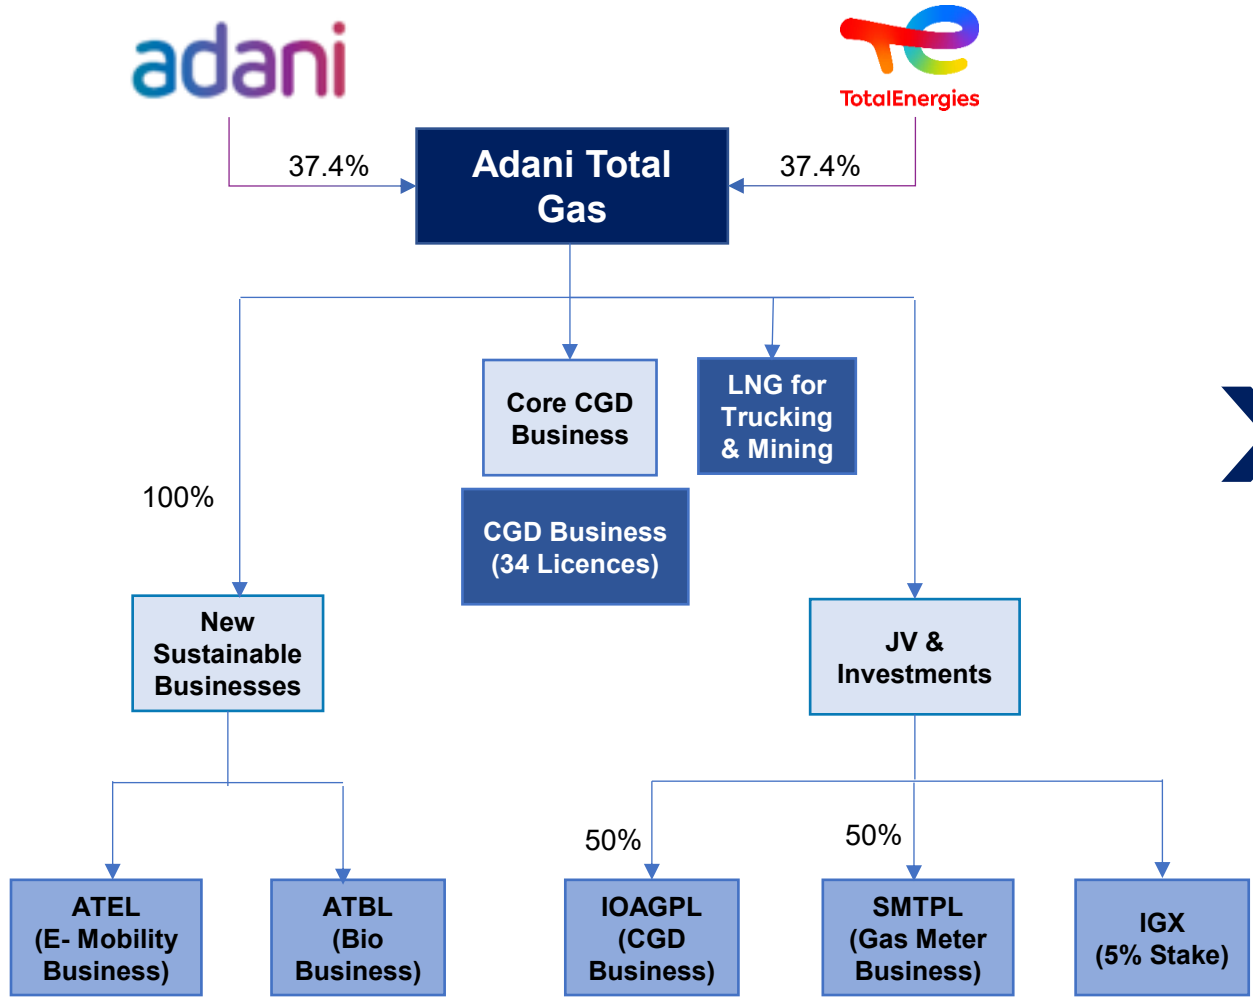 adani
TotalEnergies
37.4%
Adani Total
Gas
37.4%
Core CGD
Business
LNG for
Trucking
& Mining
100%
CGD Business
(34 Licences)
New
Sustainable
Businesses
JV &
Investments
50%
50%
ATEL
(E- Mobility
Business)
ATBL
(Bio
Business)
IOAGPL
(CGD
Business)
SMTPL
(Gas Meter
Business)
IGX
(5% Stake)